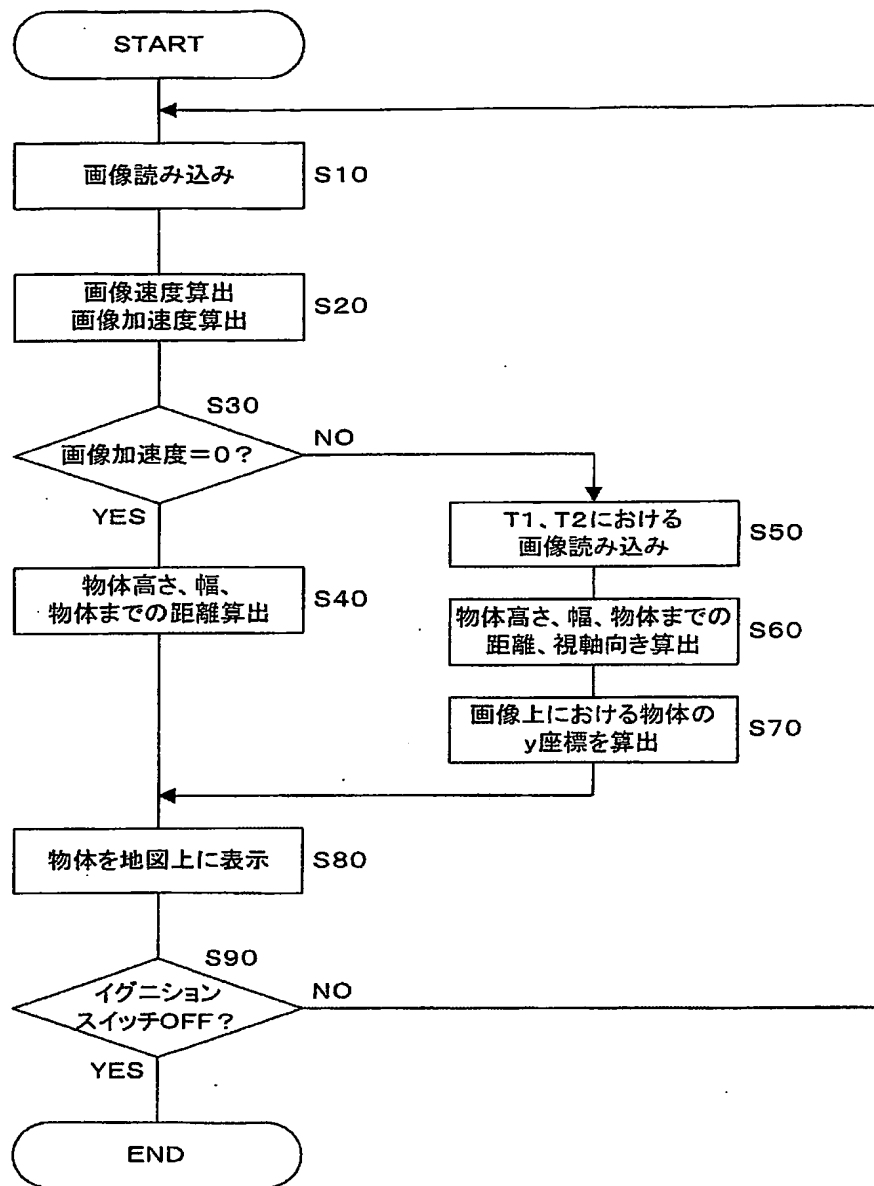 START
画像読み込み
S10
画像速度算出
画像加速度算出
S20
S30
画像加速度=0?
NO
YES
T1、T2における
画像読み込み
S50
物体高さ、幅、
物体までの距離算出
S40
物体高さ、幅、物体までの
距離、視軸向き算出
S60
画像上における物体の
y座標を算出
S70
物体を地図上に表示
S80
S90
イグニション
スイッチOFF?
NO
YES
END